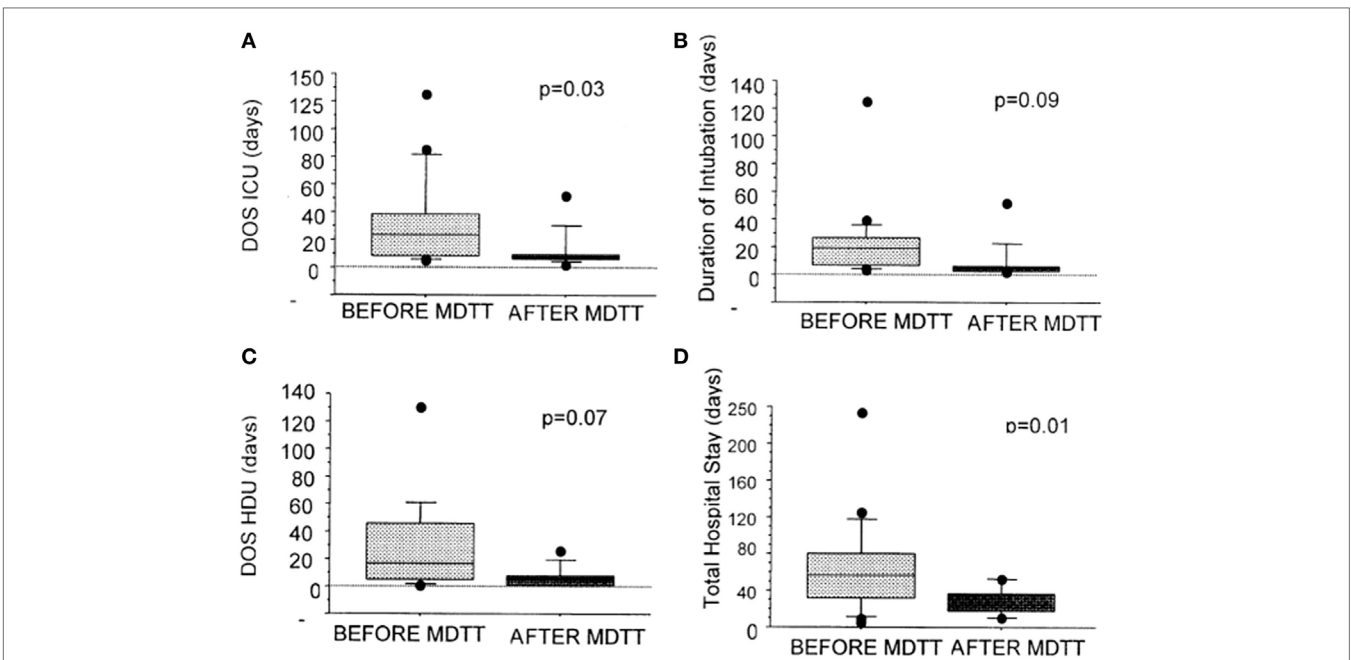 A
DOS ICU (days)
150
125
100
80
60
40
20
0
-
p=0.03
BEFORE MDTT AFTER MDTT
B
Duration of Intubation (days)
140
120
140
80
60
40
20
0
-
p=0.09
BEFORE MDTT AFTER MDTT
C
DOS HDU (days)
140
120
100
80
60
40
20
0
-
p=0.07
BEFORE MDTT AFTER MDTT
D
Total Hospital Stay (days)
250
200
160
120
80
40
0
p=0.01
BEFORE MDTT AFTER MDTT